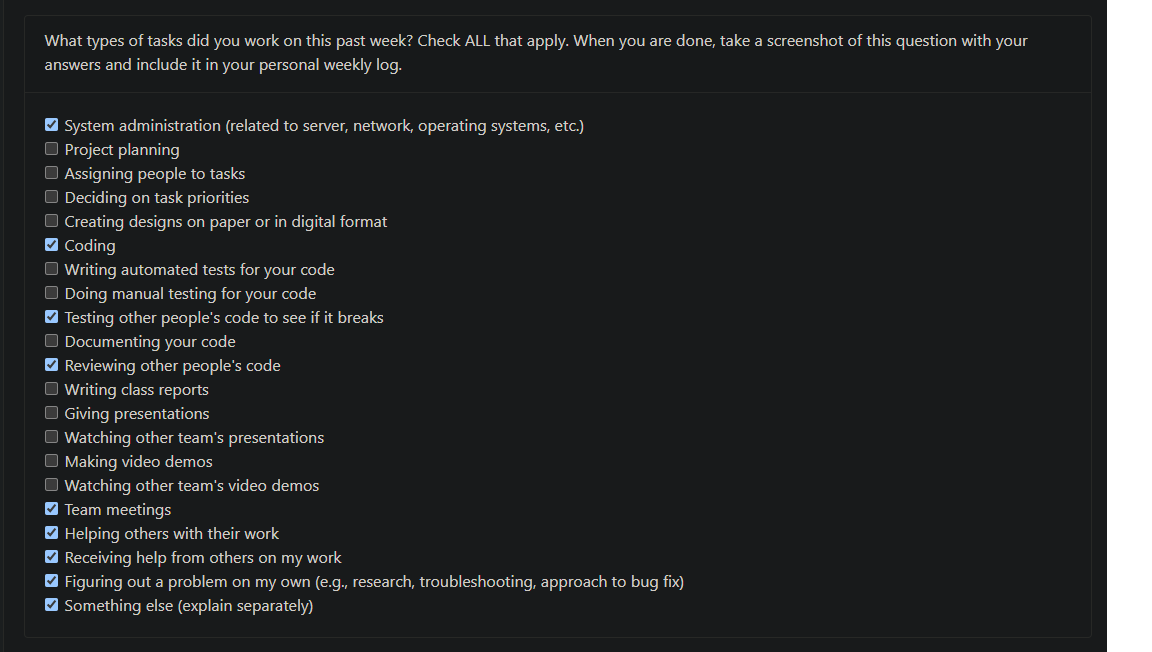 What types of tasks did you work on this past week? Check ALL that apply. When you are done, take a screenshot of this question with your
answers and include it in your personal weekly log.
System administration (related to server, network, operating systems, etc.)
Project planning
Assigning people to tasks
Deciding on task priorities
Creating designs on paper or in digital format
Coding
Writing automated tests for your code
Doing manual testing for your code
Testing other people's code to see if it breaks
Documenting your code
Reviewing other people's code
Writing class reports
Giving presentations
Watching other team's presentations
Making video demos
Watching other team's video demos
Team meetings
Helping others with their work
Receiving help from others on my work
Figuring out a problem on my own (e.g., research, troubleshooting, approach to bug fix)
Something else (explain separately)